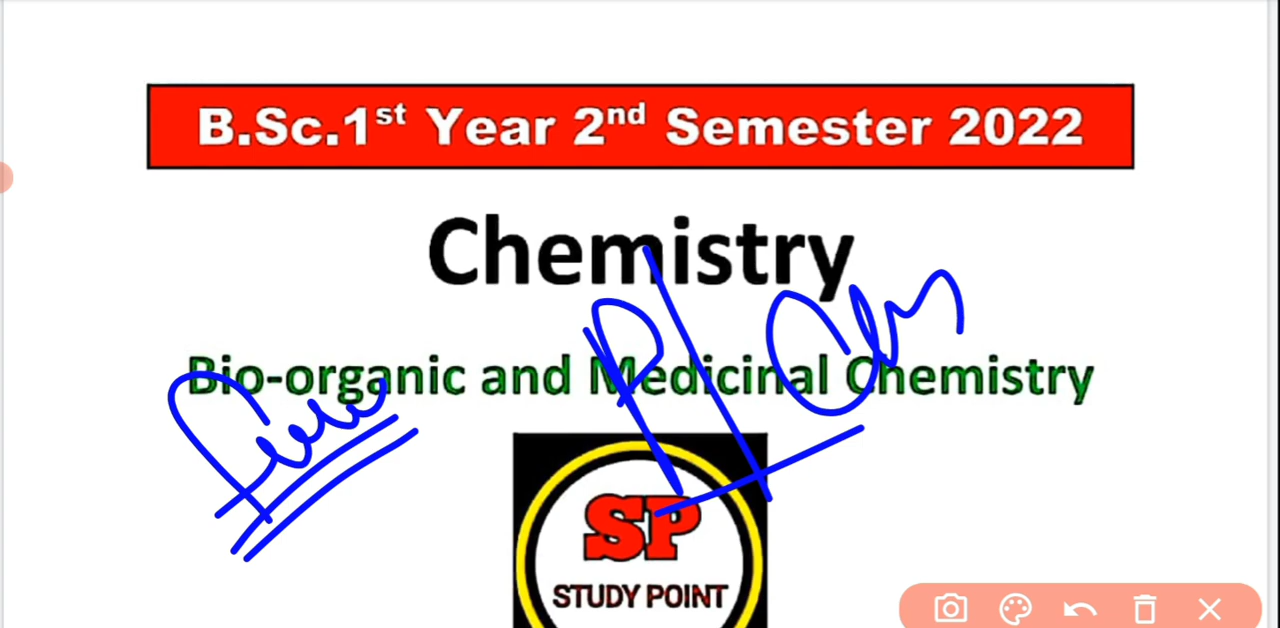 B.Sc.1st Year 2nd Semester 2022
Chemistry
Bio-organic and Medicinal Chemistry
SP
STUDY POINT